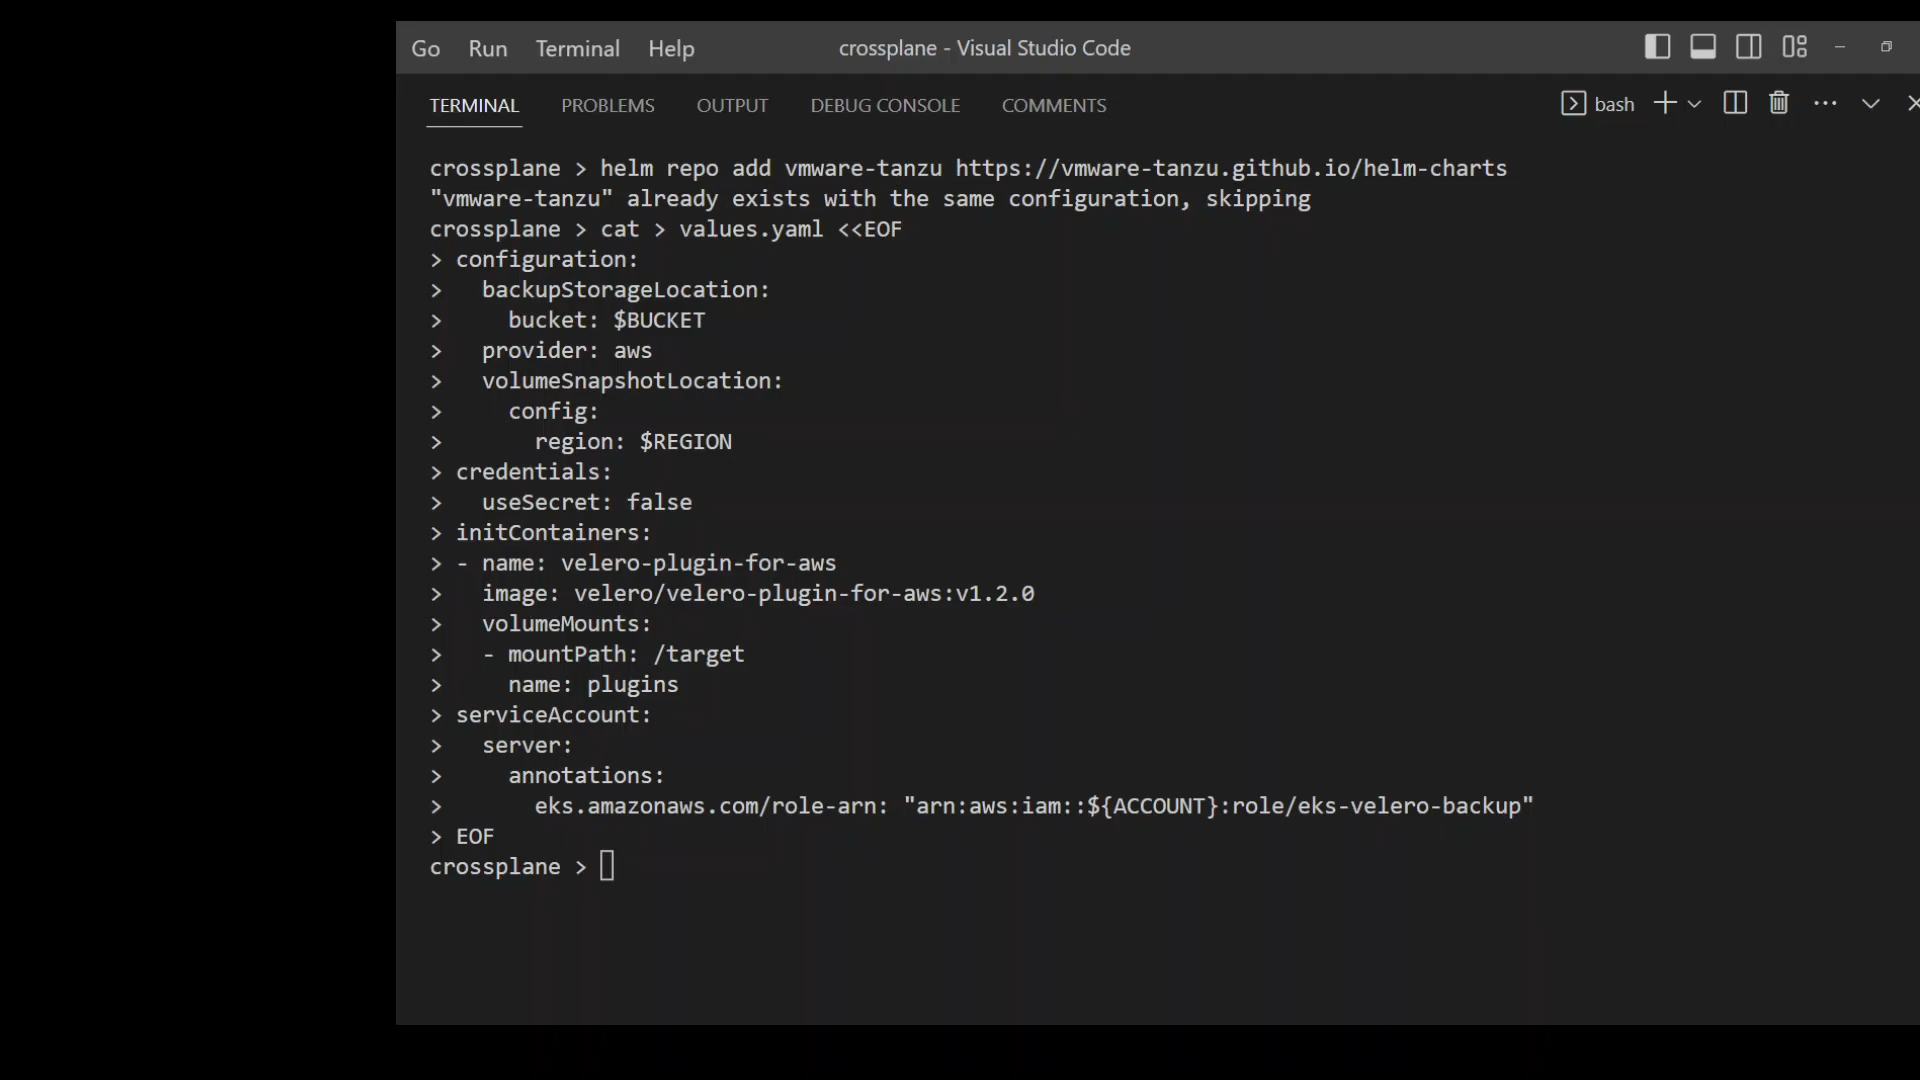 Go Run Terminal Help crossplane - Visual Studio Code
TERMINAL PROBLEMS OUTPUT DEBUG CONSOLE COMMENTS bash
crossplane > helm repo add vmware-tanzu https://vmware-tanzu.github.io/helm-charts
"vmware-tanzu" already exists with the same configuration, skipping
crossplane > cat > values.yaml <<EOF
> configuration:
>   backupStorageLocation:
>     bucket: $BUCKET
>   provider: aws
>   volumeSnapshotLocation:
>     config:
>       region: $REGION
> credentials:
>   useSecret: false
> initContainers:
> - name: velero-plugin-for-aws
>   image: velero/velero-plugin-for-aws:v1.2.0
>   volumeMounts:
>   - mountPath: /target
>     name: plugins
> serviceAccount:
>   server:
>     annotations:
>       eks.amazonaws.com/role-arn: "arn:aws:iam::${ACCOUNT}:role/eks-velero-backup"
> EOF
crossplane >